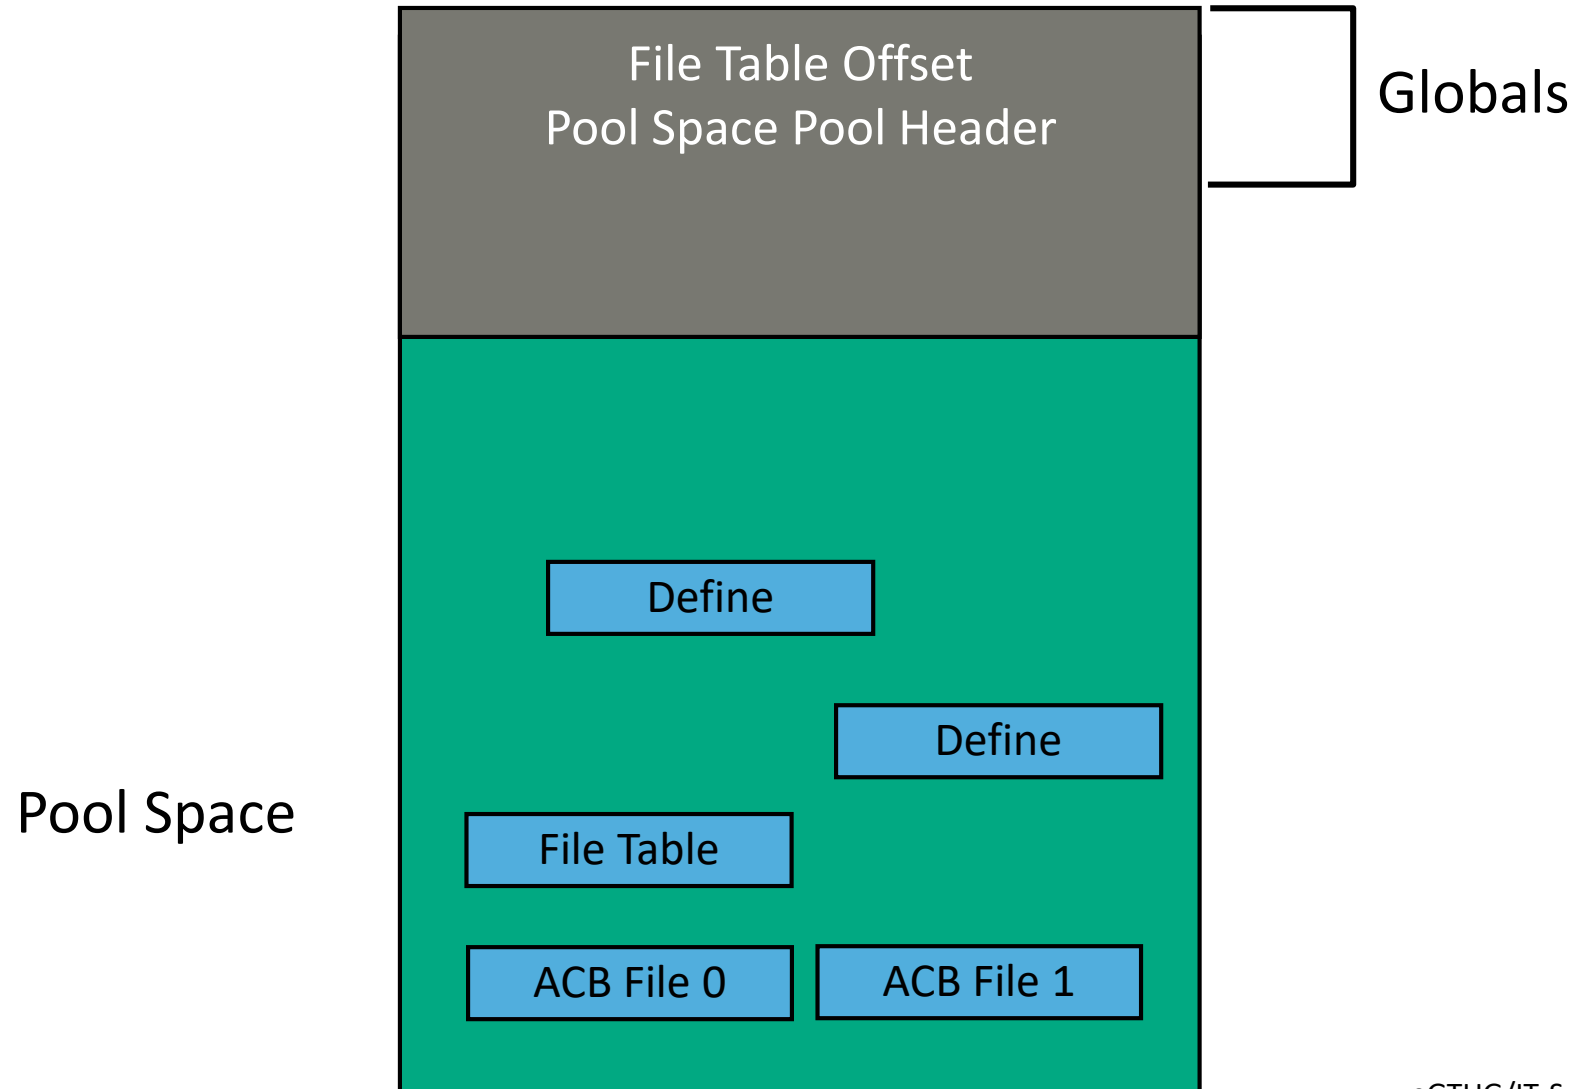 File Table Offset
Pool Space Pool Header
Globals
Define
Define
Pool Space
File Table
ACB File 0
ACB File 1